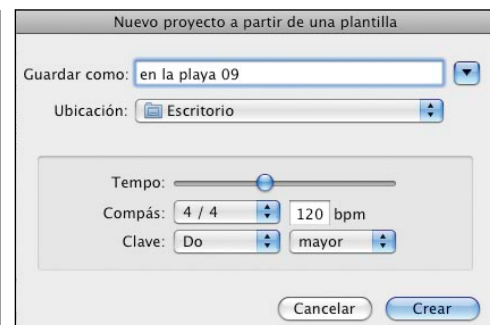 Nuevo proyecto a partir de una plantilla
Guardar como: en la playa 09
Ubicación: Escritorio
Tempo:
Compás: 4 / 4 120 bpm
Clave: Do mayor
Cancelar Crear